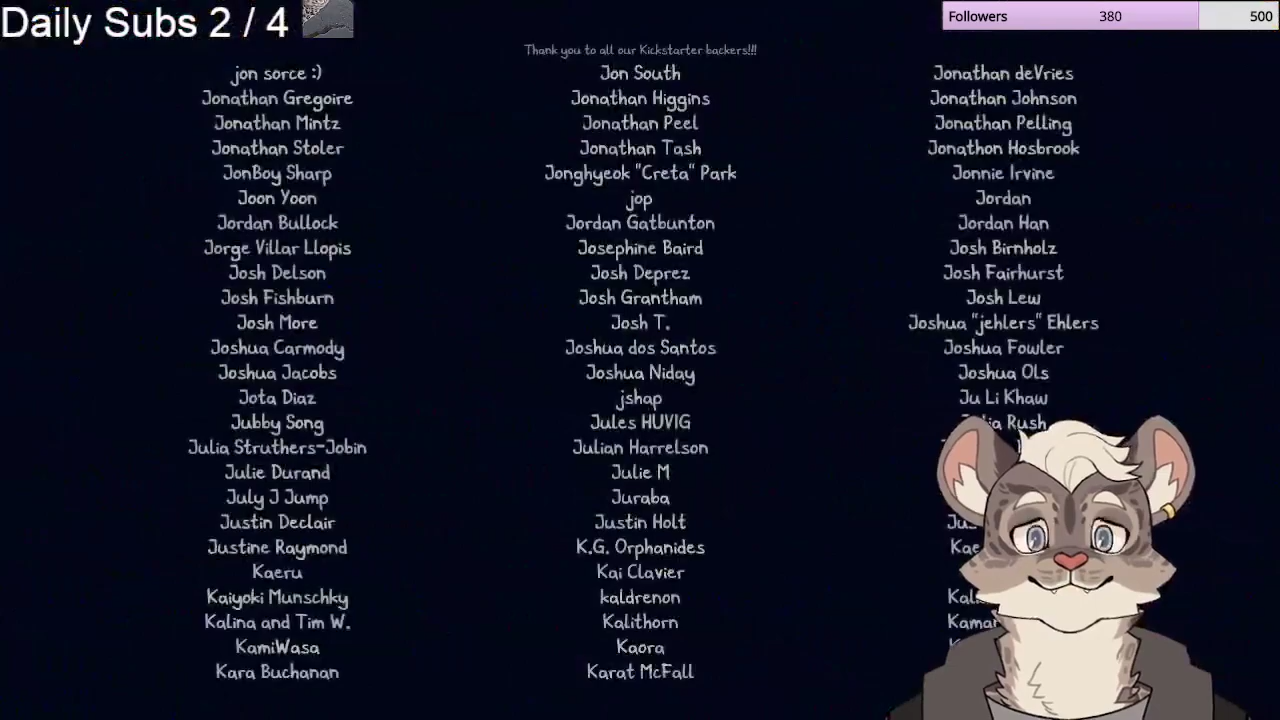 Daily Subs 2 / 4
Followers 380 500
Thank you to all our Kickstarter backers!!!
jon sorce :) Jon South Jonathan deVries
Jonathan Gregoire Jonathan Higgins Jonathan Johnson
Jonathan Mintz Jonathan Peel Jonathan Pelling
Jonathan Stoler Jonathan Tash Jonathon Hosbrook
JonBoy Sharp Jonghyeok "Creta" Park Jonnie Irvine
Joon Yoon jop Jordan
Jordan Bullock Jordan Gatbunton Jordan Han
Jorge Villar Llopis Josephine Baird Josh Birnholz
Josh Delson Josh Deprez Josh Fairhurst
Josh Fishburn Josh Grantham Josh Lew
Josh More Josh T. Joshua "jehlers" Ehlers
Joshua Carmody Joshua dos Santos Joshua Fowler
Joshua Jacobs Joshua Niday Joshua Ols
Jota Diaz jshap Ju Li Khaw
Jubby Song Jules HUVIG Rush
Julia Struthers-Jobin Julian Harrelson
Julie Durand Julie M
July J Jump Juraba
Justin Declair Justin Holt
Justine Raymond K.G. Orphanides
Kaeru Kai Clavier
Kaiyoki Munschky kaldrenon
Kalina and Tim W. Kalithorn
KamiWasa Kaora
Kara Buchanan Karat McFall